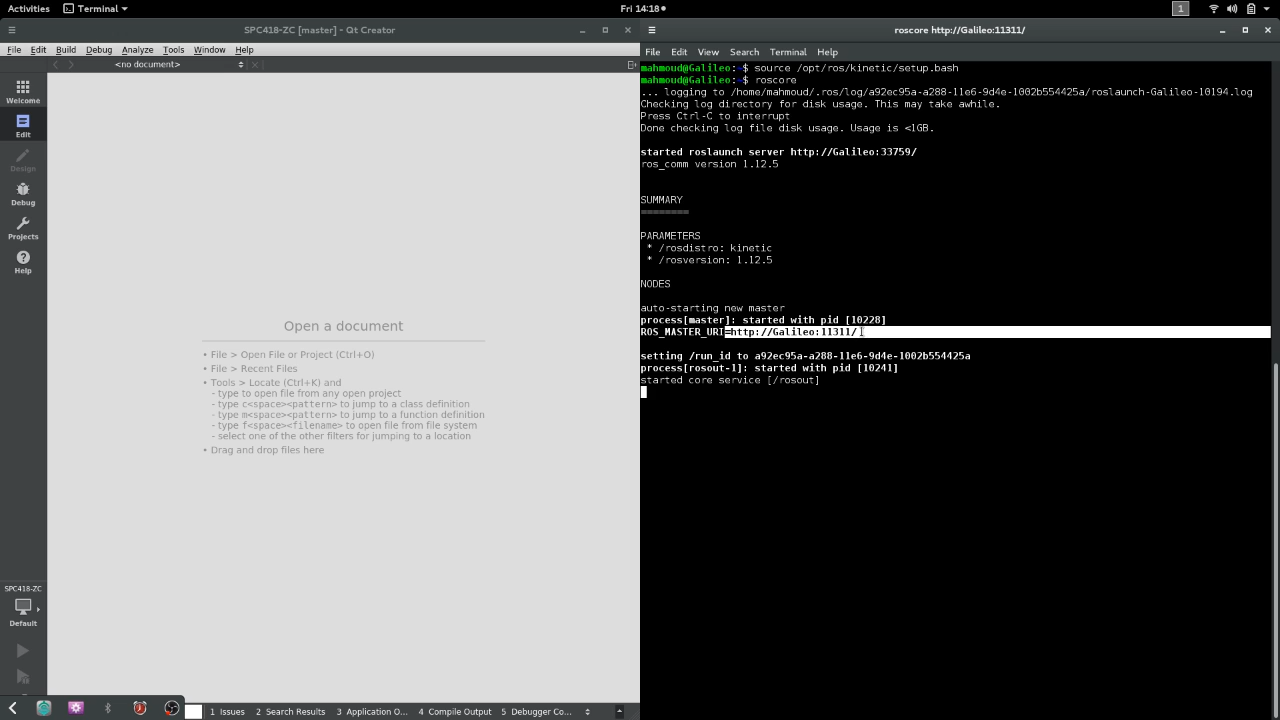 Activities Terminal Fri 14:18 1
SPC418-ZC [master] - Qt Creator
File Edit Build Debug Analyze Tools Window Help
<no document>
Welcome
Edit
Design
Debug
Projects
Help
Open a document
• File > Open File or Project (Ctrl+O)
• File > Recent Files
• Tools > Locate (Ctrl+K) and
- type to open file from any open project
- type c<space><pattern> to jump to a class definition
- type m<space><pattern> to jump to a function definition
- type f<space><filename> to open file from file system
- select one of the other filters for jumping to a location
• Drag and drop files here
SPC418-ZC
Default
1 Issues 2 Search Results 3 Application O... 4 Compile Output 5 Debugger Co...
roscore http://Galileo:11311/
File Edit View Search Terminal Help
mahmoud@Galileo:~$ source /opt/ros/kinetic/setup.bash
mahmoud@Galileo:~$ roscore
... logging to /home/mahmoud/.ros/log/a92ec95a-a288-11e6-9d4e-1002b554425a/roslaunch-Galileo-10194.log
Checking log directory for disk usage. This may take awhile.
Press Ctrl-C to interrupt
Done checking log file disk usage. Usage is <1GB.
started roslaunch server http://Galileo:33759/
ros_comm version 1.12.5
SUMMARY
========
PARAMETERS
* /rosdistro: kinetic
* /rosversion: 1.12.5
NODES
auto-starting new master
process[master]: started with pid [10228]
ROS_MASTER_URI=http://Galileo:11311/
setting /run_id to a92ec95a-a288-11e6-9d4e-1002b554425a
process[rosout-1]: started with pid [10241]
started core service [/rosout]